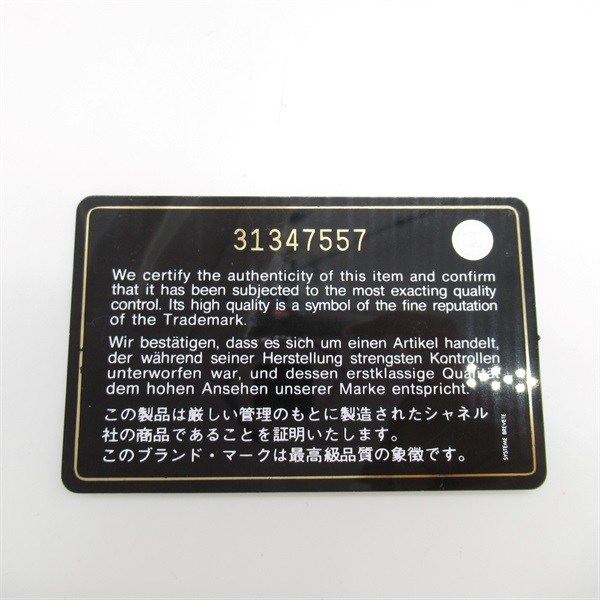 31347557
We certify the authenticity of this item and confirm
that it has been subjected to the most exacting quality
control. Its high quality is a symbol of the fine reputation
of the Trademark.
Wir bestätigen, dass es sich um einen Artikel handelt,
der während seiner Herstellung strengsten Kontrollen
unterworfen war, und dessen erstklassige Qualität
dem hohen Ansehen unserer Marke entspricht.
この製品は厳しい管理のもとに製造されたシャネル
社の商品であることを証明いたします。
このブランド・マークは最高級品質の象徴です。
SYSTEME BREVETE